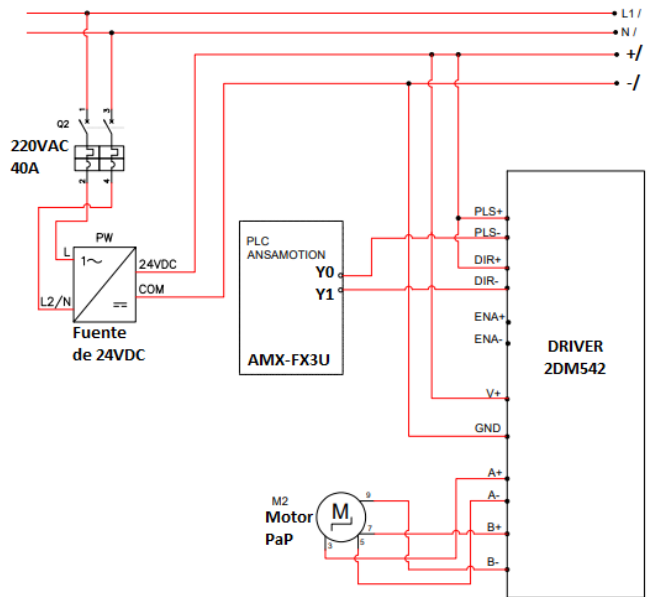 L1 /
N /
+/
-/
1 3
Q2
220VAC
40A
2 4
PW
L
1~
24VDC
COM
L2/N
Fuente
de 24VDC
PLC
ANSAMOTION
Y0
Y1
AMX-FX3U
PLS+
PLS-
DIR+
DIR-
ENA+
ENA-
DRIVER
2DM542
V+
GND
A+
A-
B+
B-
M2
Motor
PaP
M
9
7
3 5